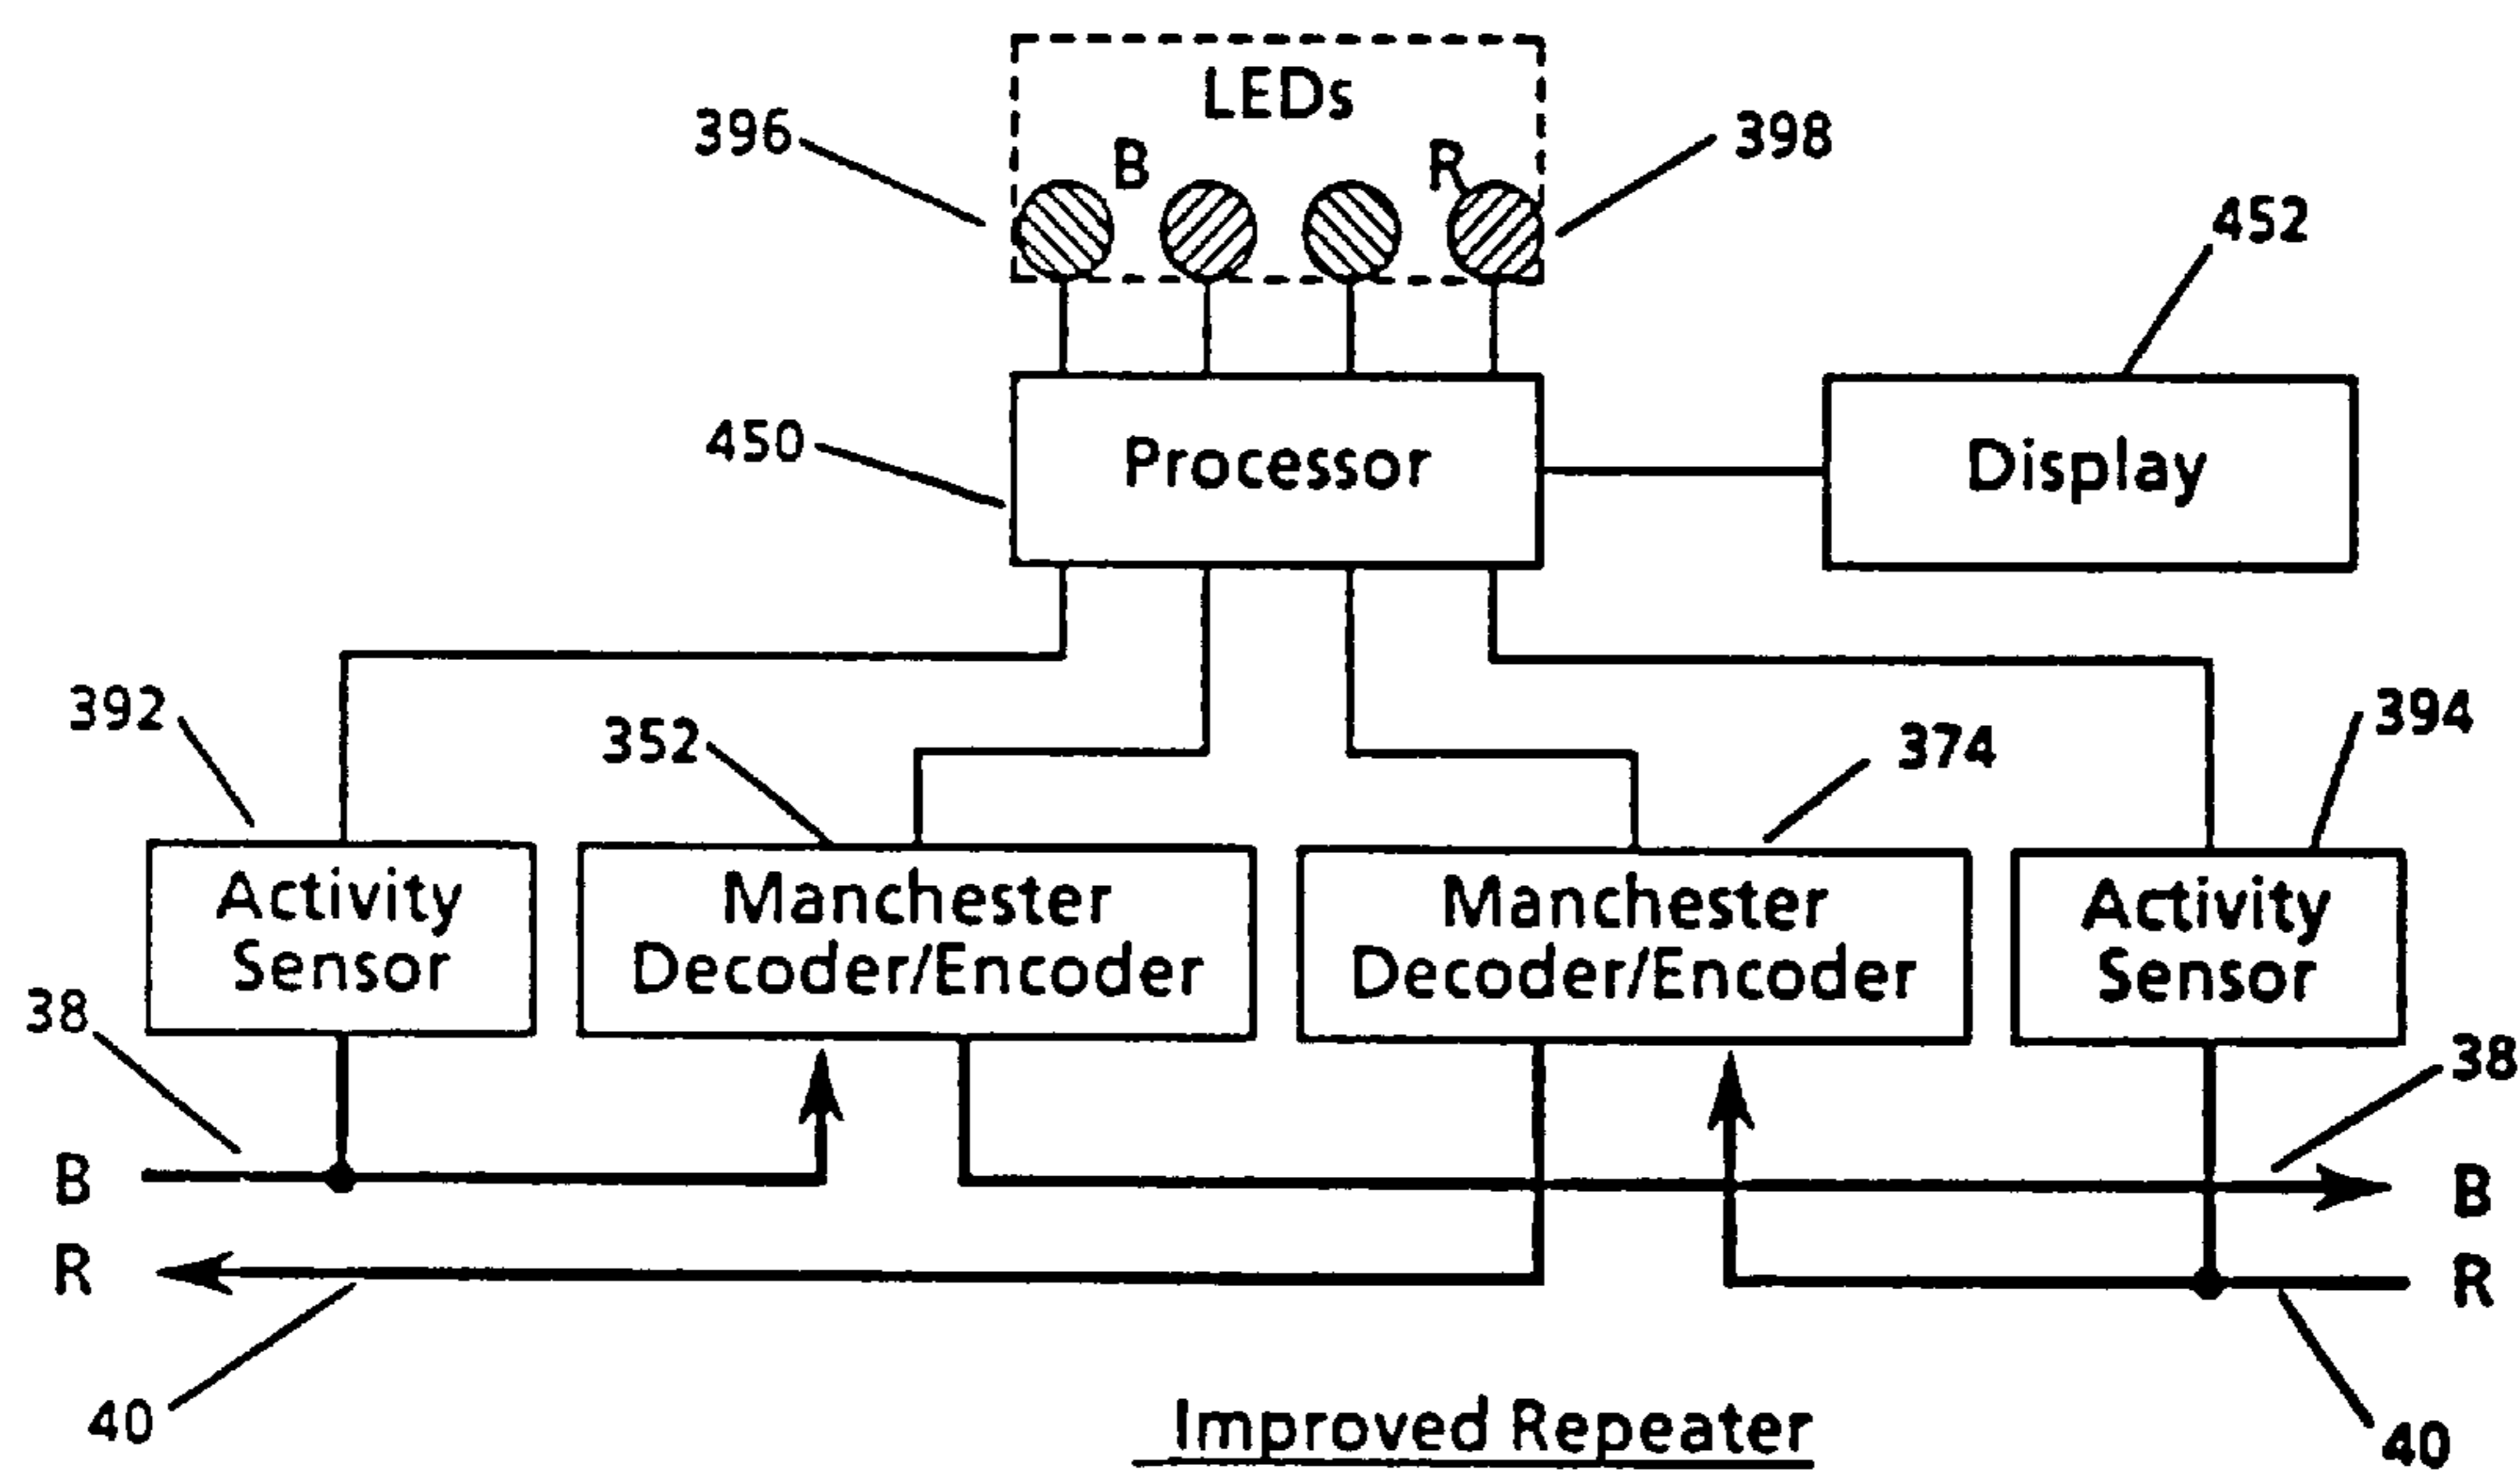 LEDs
396
B
R
398
452
450
Processor
Display
392
352
374
394
Activity
Sensor
Manchester
Decoder/Encoder
Manchester
Decoder/Encoder
Activity
Sensor
38
38
B
B
R
R
40
40
Improved Repeater